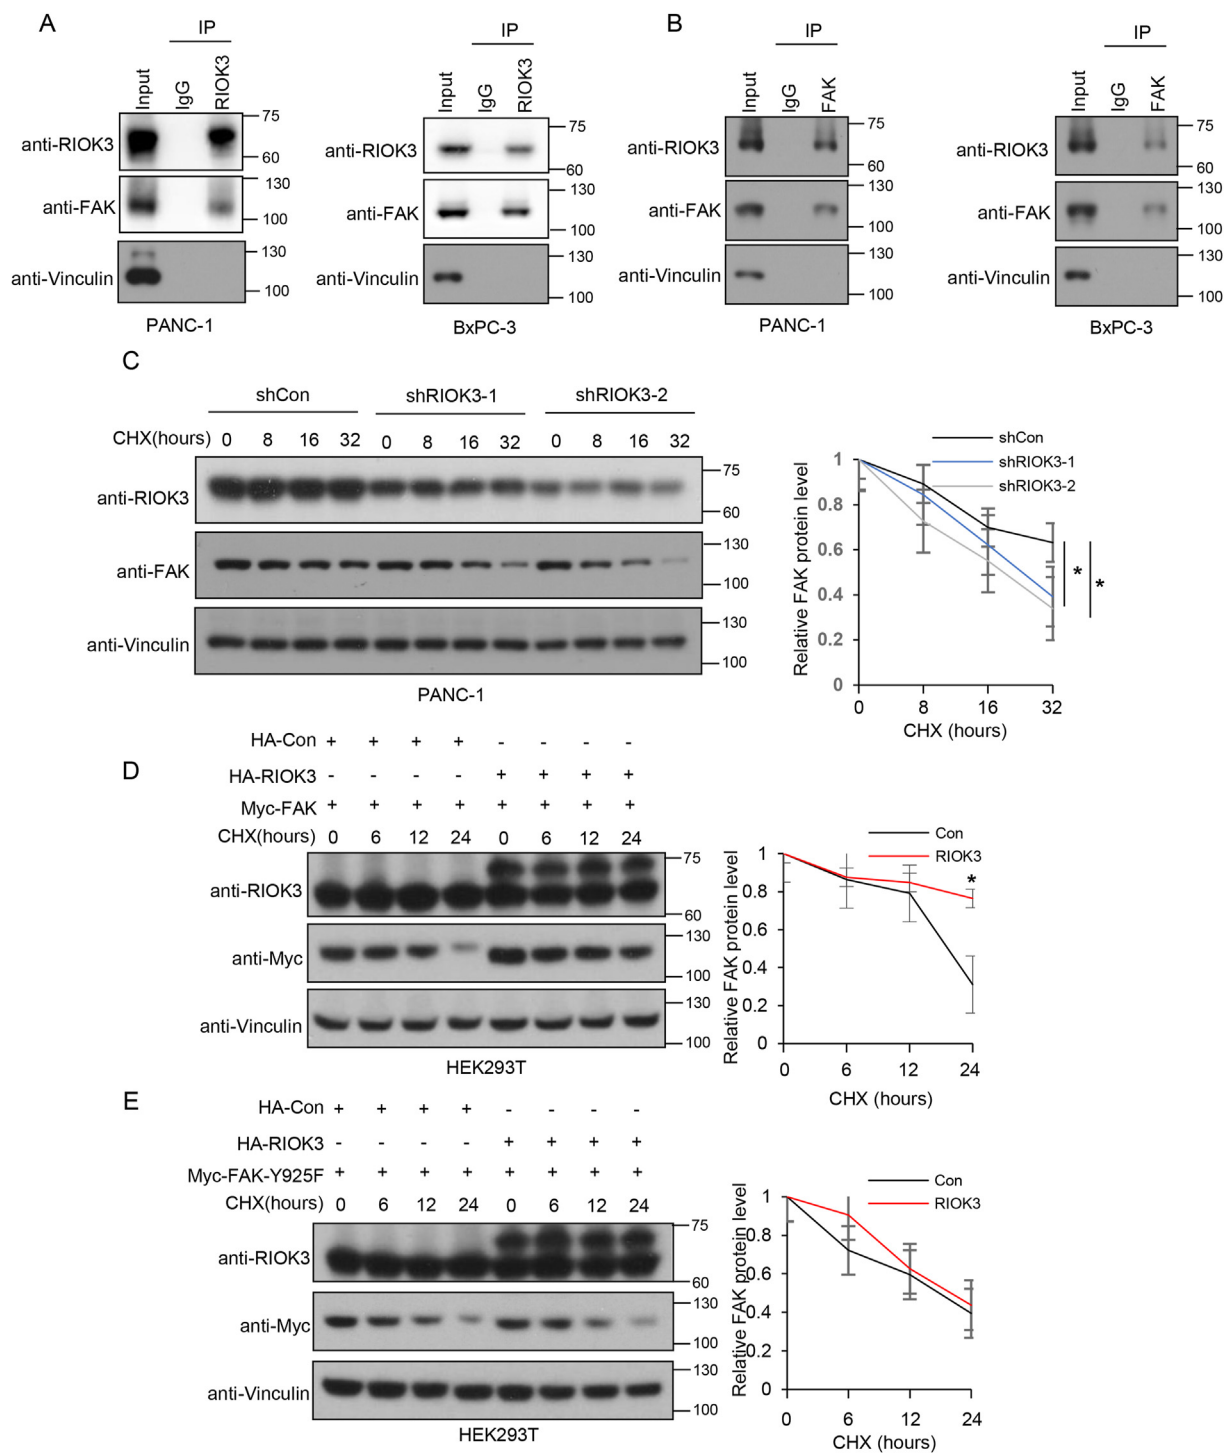 A
IP
Input
IgG
RIOK3
anti-RIOK3
75
60
anti-FAK
130
100
anti-Vinculin
130
100
PANC-1
IP
Input
IgG
RIOK3
anti-RIOK3
75
60
anti-FAK
130
100
anti-Vinculin
130
100
BxPC-3
B
IP
Input
IgG
FAK
anti-RIOK3
75
60
anti-FAK
130
100
anti-Vinculin
130
100
PANC-1
IP
Input
IgG
FAK
anti-RIOK3
75
60
anti-FAK
130
100
anti-Vinculin
130
100
BxPC-3
C
shCon shRIOK3-1 shRIOK3-2
CHX(hours) 0 8 16 32 0 8 16 32 0 8 16 32
anti-RIOK3
75
60
anti-FAK
130
100
anti-Vinculin
130
100
PANC-1
shCon
shRIOK3-1
shRIOK3-2
Relative FAK protein level
1
0.8
0.6
0.4
0.2
0
* *
0 8 16 32
CHX (hours)
D
HA-Con + + + + - - - -
HA-RIOK3 - - - - + + + +
Myc-FAK + + + + + + + +
CHX(hours) 0 6 12 24 0 6 12 24
anti-RIOK3
75
60
anti-Myc
130
100
anti-Vinculin
130
100
HEK293T
Con
RIOK3
Relative FAK protein level
1
0.8
0.6
0.4
0.2
0
*
0 6 12 24
CHX (hours)
E
HA-Con + + + + - - - -
HA-RIOK3 - - - - + + + +
Myc-FAK-Y925F + + + + + + + +
CHX(hours) 0 6 12 24 0 6 12 24
anti-RIOK3
75
60
anti-Myc
130
100
anti-Vinculin
130
100
HEK293T
Con
RIOK3
Relative FAK protein level
1
0.8
0.6
0.4
0.2
0
0 6 12 24
CHX (hours)